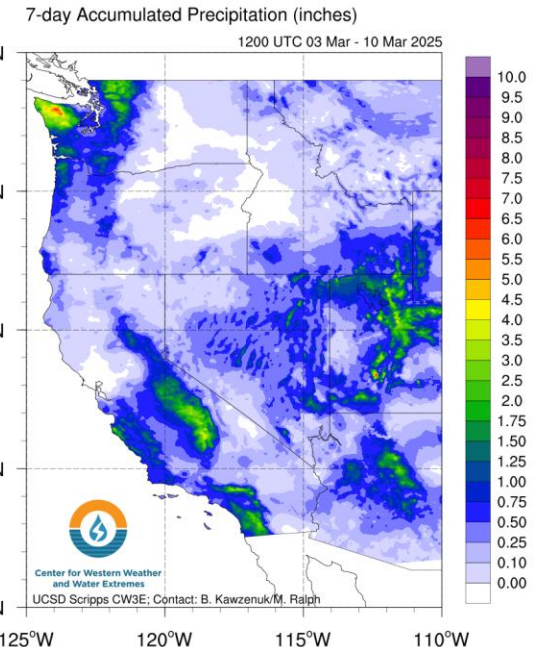 7-day Accumulated Precipitation (inches)
1200 UTC 03 Mar - 10 Mar 2025
10.0
9.5
9.0
8.5
8.0
7.5
7.0
6.5
6.0
5.5
5.0
4.5
4.0
3.5
3.0
2.5
2.0
1.75
1.50
1.25
1.00
0.75
0.50
0.25
0.10
0.00
N
N
N
N
N
Center for Western Weather
and Water Extremes
UCSD Scripps CW3E; Contact: B. Kawzenuk/M. Ralph
125°W 120°W 115°W 110°W